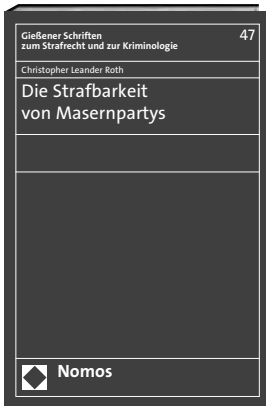 Gießener Schriften
zum Strafrecht und zur Kriminologie
47
Christopher Leander Roth
Die Strafbarkeit
von Masernpartys
Nomos